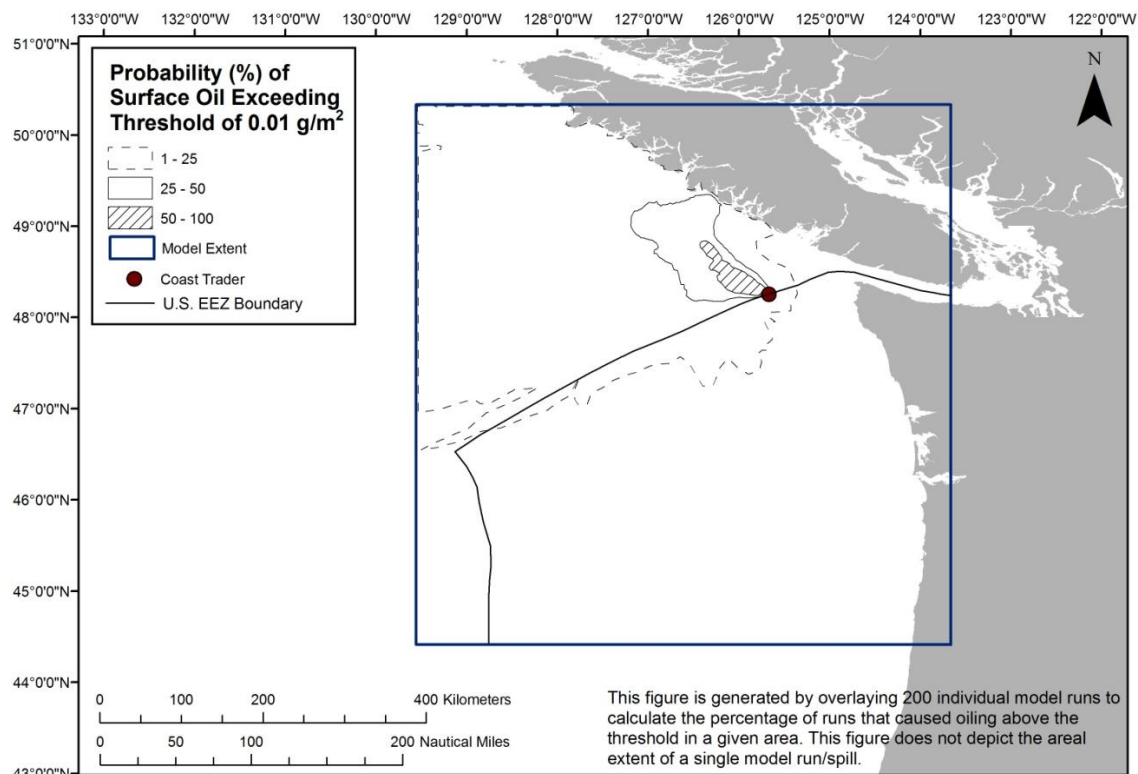 133°0'0"W 132°0'0"W 131°0'0"W 130°0'0"W 129°0'0"W 128°0'0"W 127°0'0"W 126°0'0"W 125°0'0"W 124°0'0"W 123°0'0"W 122°0'0"W
51°0'0"N
50°0'0"N
49°0'0"N
48°0'0"N
47°0'0"N
46°0'0"N
45°0'0"N
44°0'0"N
43°0'0"N
Probability (%) of
Surface Oil Exceeding
Threshold of 0.01 g/m²
1 - 25
25 - 50
50 - 100
Model Extent
Coast Trader
U.S. EEZ Boundary
N
0 100 200 400 Kilometers
0 50 100 200 Nautical Miles
This figure is generated by overlaying 200 individual model runs to
calculate the percentage of runs that caused oiling above the
threshold in a given area. This figure does not depict the areal
extent of a single model run/spill.